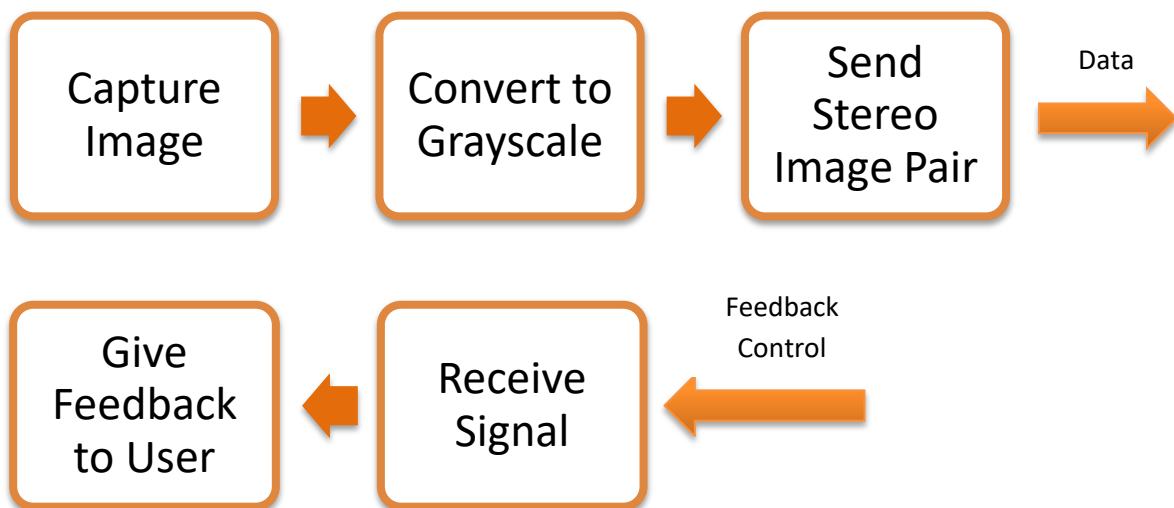 Capture
Image
Convert to
Grayscale
Send
Stereo
Image Pair
Data
Give
Feedback
to User
Receive
Signal
Feedback
Control